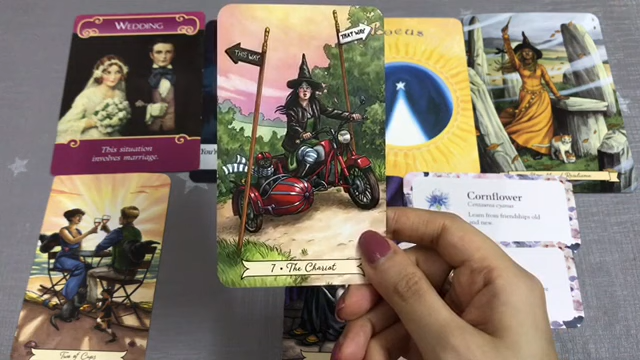 WEDDING
This situation
involves marriage.
THIS WAY
THAT WAY
OCUS
7 • The Chariot
Cornflower
Learn from friendships old
and new.
Two of Cups